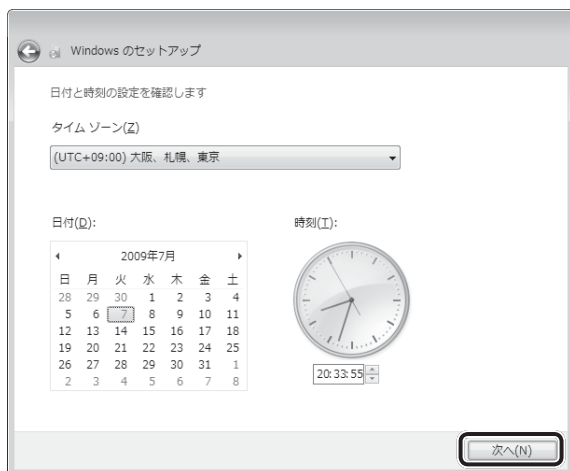 Windows のセットアップ
日付と時刻の設定を確認します
タイム ゾーン(Z)
(UTC+09:00) 大阪、札幌、東京
日付(D):
時刻(T):
2009年7月
日 月 火 水 木 金 土
28 29 30 1 2 3 4
5 6 7 8 9 10 11
12 13 14 15 16 17 18
19 20 21 22 23 24 25
26 27 28 29 30 31 1
2 3 4 5 6 7 8
20:33:55
次へ(N)